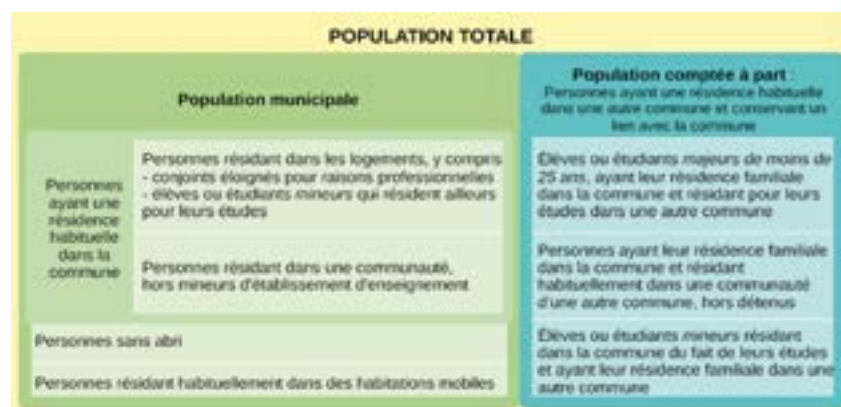 POPULATION TOTALE
Population municipale
Personnes
ayant une
résidence
habituelle
dans la
commune
Personnes résidant dans les logements, y compris
- conjoints éloignés pour raisons professionnelles
- élèves ou étudiants mineurs qui résident ailleurs
pour leurs études
Personnes résidant dans une communauté,
hors mineurs d'établissement d'enseignement
Personnes sans abri
Personnes résidant habituellement dans des habitations mobiles
Population comptée à part :
Personnes ayant une résidence habituelle
dans une autre commune et conservant un
lien avec la commune
Élèves ou étudiants majeurs de moins de
25 ans, ayant leur résidence familiale
dans la commune et résidant pour leurs
études dans une autre commune
Personnes ayant leur résidence familiale
dans la commune et résidant
habituellement dans une communauté
d'une autre commune, hors détenus
Élèves ou étudiants mineurs résidant
dans la commune du fait de leurs études
et ayant leur résidence familiale dans une
autre commune